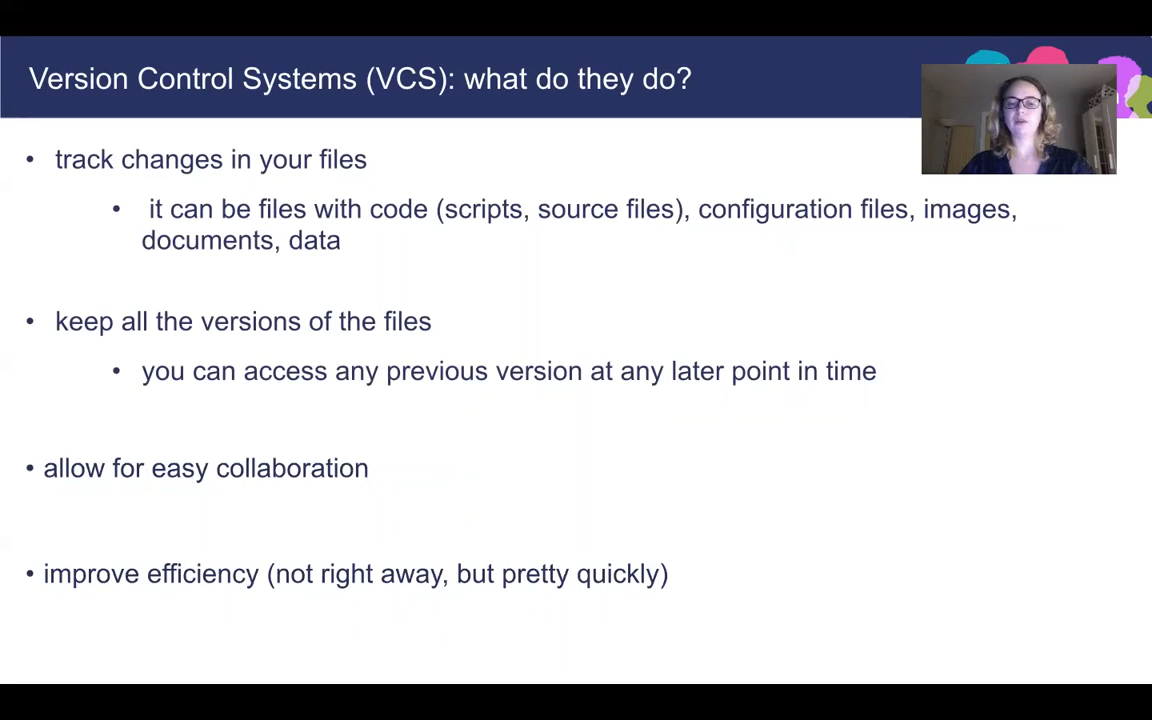 Version Control Systems (VCS): what do they do?
• track changes in your files
• it can be files with code (scripts, source files), configuration files, images,
documents, data
• keep all the versions of the files
• you can access any previous version at any later point in time
• allow for easy collaboration
• improve efficiency (not right away, but pretty quickly)